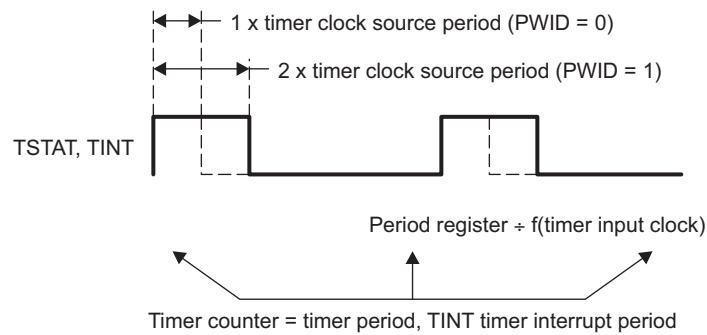 1 x timer clock source period (PWID = 0)
2 x timer clock source period (PWID = 1)
TSTAT, TINT
Period register ÷ f(timer input clock)
Timer counter = timer period, TINT timer interrupt period